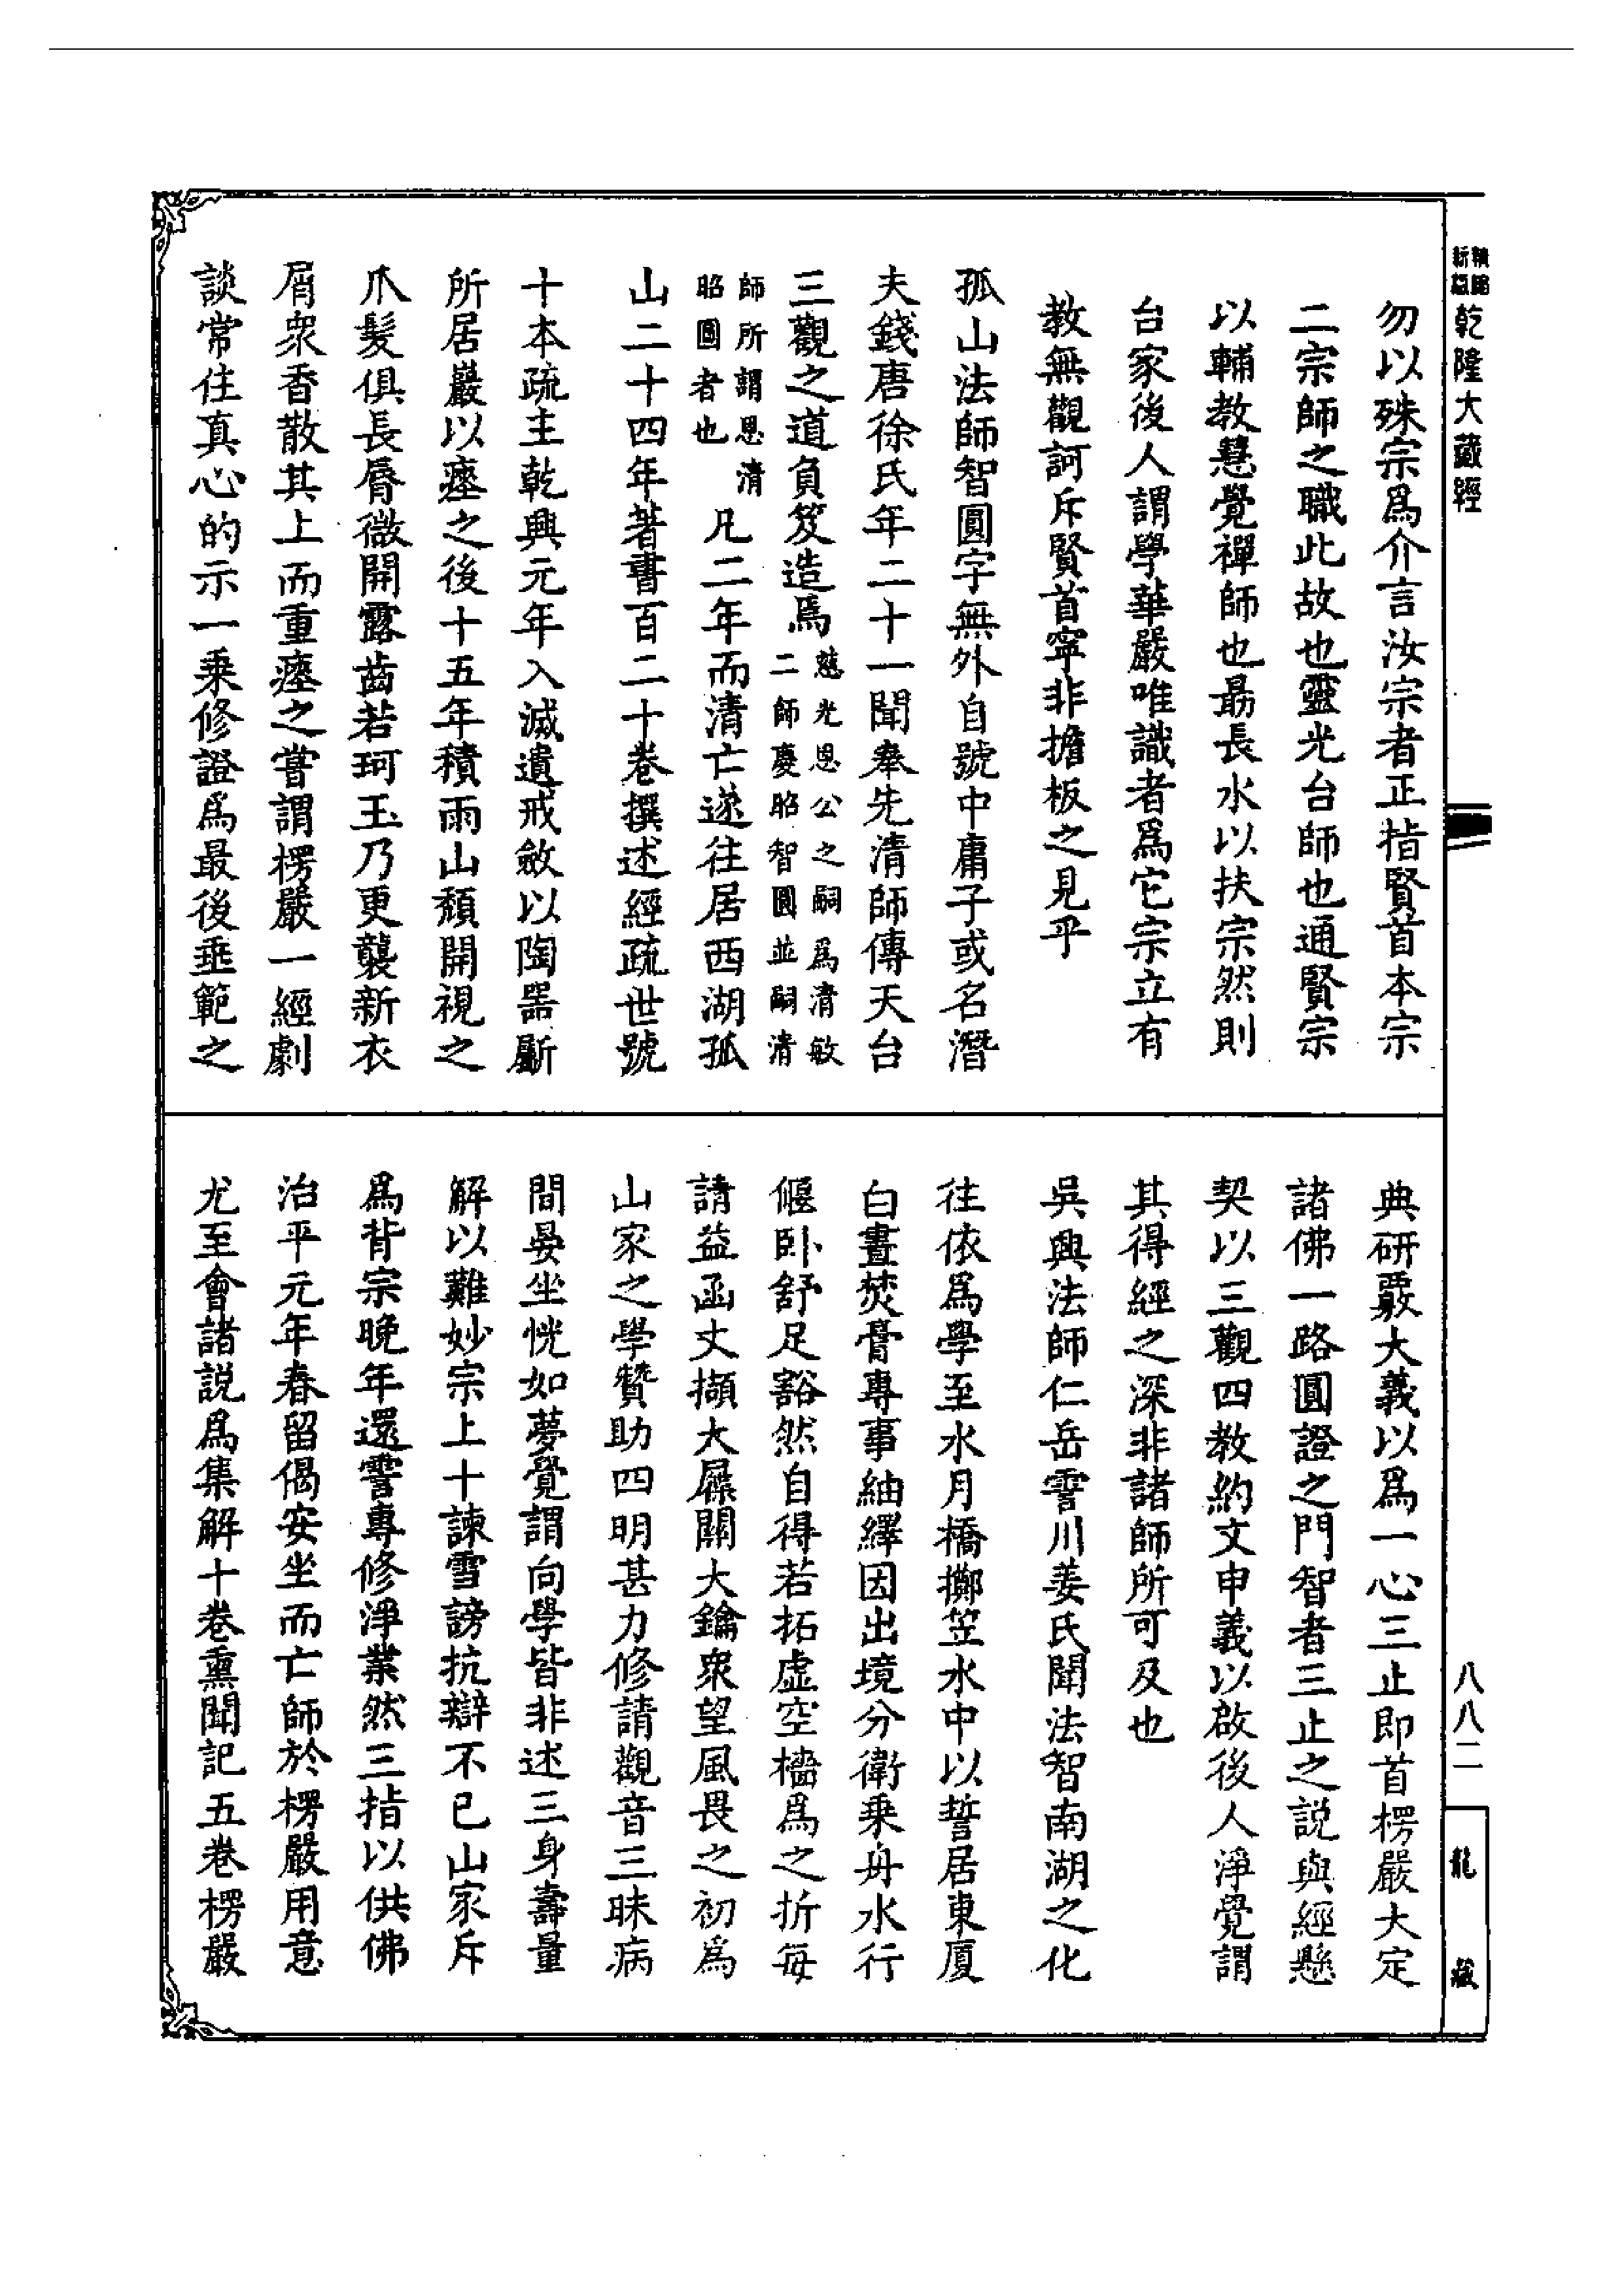 乾隆大藏經
勿以殊宗爲介言汝宗者正指賢首本宗
二宗師之職此故也靈光台師也通賢宗
以輔教慧覺禪師也最長水以扶宗然則
台家後人謂學華嚴唯識者爲它宗立有
教無觀訶斥賢首寧非擔板之見乎
孤山法師智圓字無外自號中庸子或名潛
夫錢唐徐氏年二十一聞奉先清師傳天台
三觀之道負笈造焉慈光恩公之嗣爲清敏二師慶昭智圓並嗣清
師所謂恩清昭圓者也凡二年而清亡遂往居西湖孤
山二十四年著書百二十卷撰述經疏世號
十本疏主乾興元年入滅遺戒斂以陶器斸
所居巖以瘞之後十五年積雨山頹開視之
爪髮俱長脣微開露齒若珂玉乃更襲新衣
屑衆香散其上而重瘞之嘗謂楞嚴一經劇
談常住真心的示一乘修證爲最後垂範之
典研覈大義以爲一心三止即首楞嚴大定
諸佛一路圓證之門智者三止之説與經懸
契以三觀四教約文申義以啟後人淨覺謂
其得經之深非諸師所可及也
吳興法師仁岳霅川姜氏聞法智南湖之化
往依爲學至水月橋擲笠水中以誓居東廈
白晝焚膏專事紬繹因出境分衛乘舟水行
偃卧舒足豁然自得若拓虛空檣爲之折每
請益函丈擷大屧關大鑰衆望風畏之初爲
山家之學贊助四明甚力修請觀音三昧病
間晏坐恍如夢覺謂向學皆非述三身壽量
解以難妙宗上十諫雪謗抗辯不已山家斥
爲背宗晚年還霅專修淨業然三指以供佛
治平元年春留偈安坐而亡師於楞嚴用意
尤至會諸説爲集解十卷熏聞記五卷楞嚴
八八二
龍藏